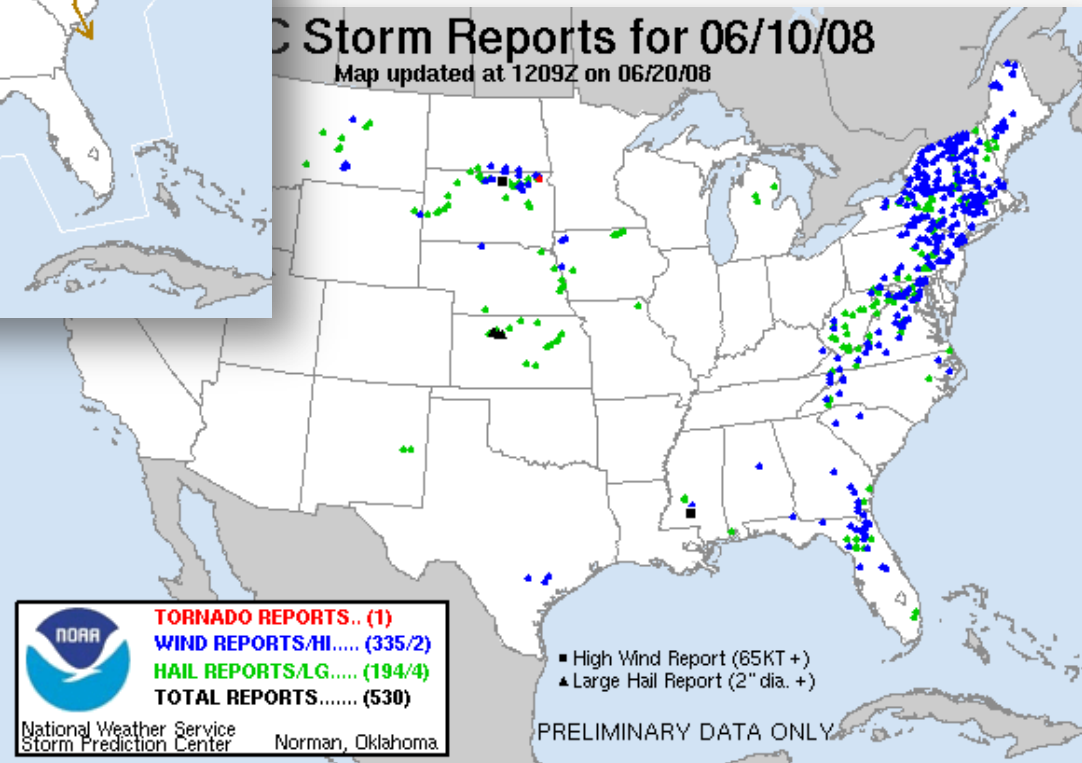 C Storm Reports for 06/10/08
Map updated at 1209Z on 06/20/08
NOAA
TORNADO REPORTS.. (1)
WIND REPORTS/HI..... (335/2)
HAIL REPORTS/LG..... (194/4)
TOTAL REPORTS....... (530)
National Weather Service
Storm Prediction Center Norman, Oklahoma
High Wind Report (65KT +)
Large Hail Report (2" dia. +)
PRELIMINARY DATA ONLY